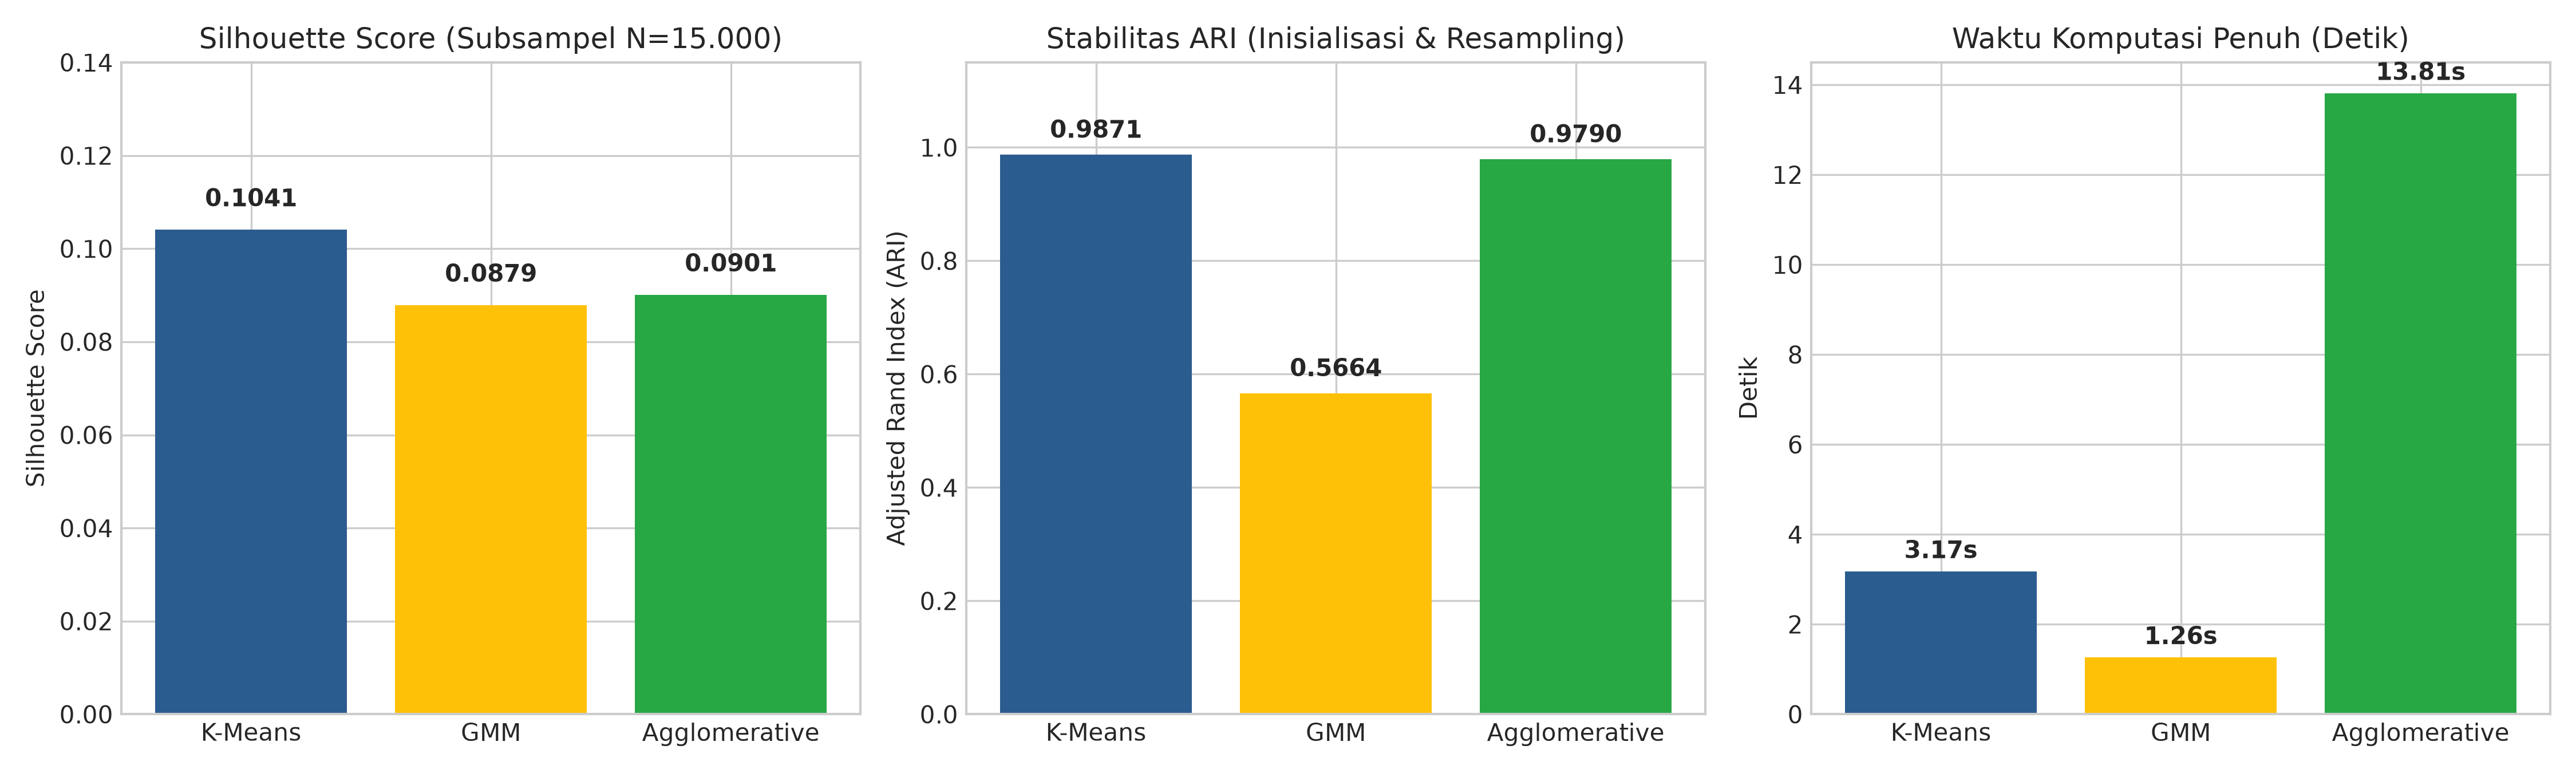 Silhouette Score (Subsampel N=15.000)
Silhouette Score
0.14
0.12
0.10
0.08
0.06
0.04
0.02
0.00
0.1041
0.0879
0.0901
K-Means
GMM
Agglomerative
Stabilitas ARI (Inisialisasi & Resampling)
Adjusted Rand Index (ARI)
1.0
0.8
0.6
0.4
0.2
0.0
0.9871
0.5664
0.9790
K-Means
GMM
Agglomerative
Waktu Komputasi Penuh (Detik)
Detik
14
12
10
8
6
4
2
0
3.17s
1.26s
13.81s
K-Means
GMM
Agglomerative